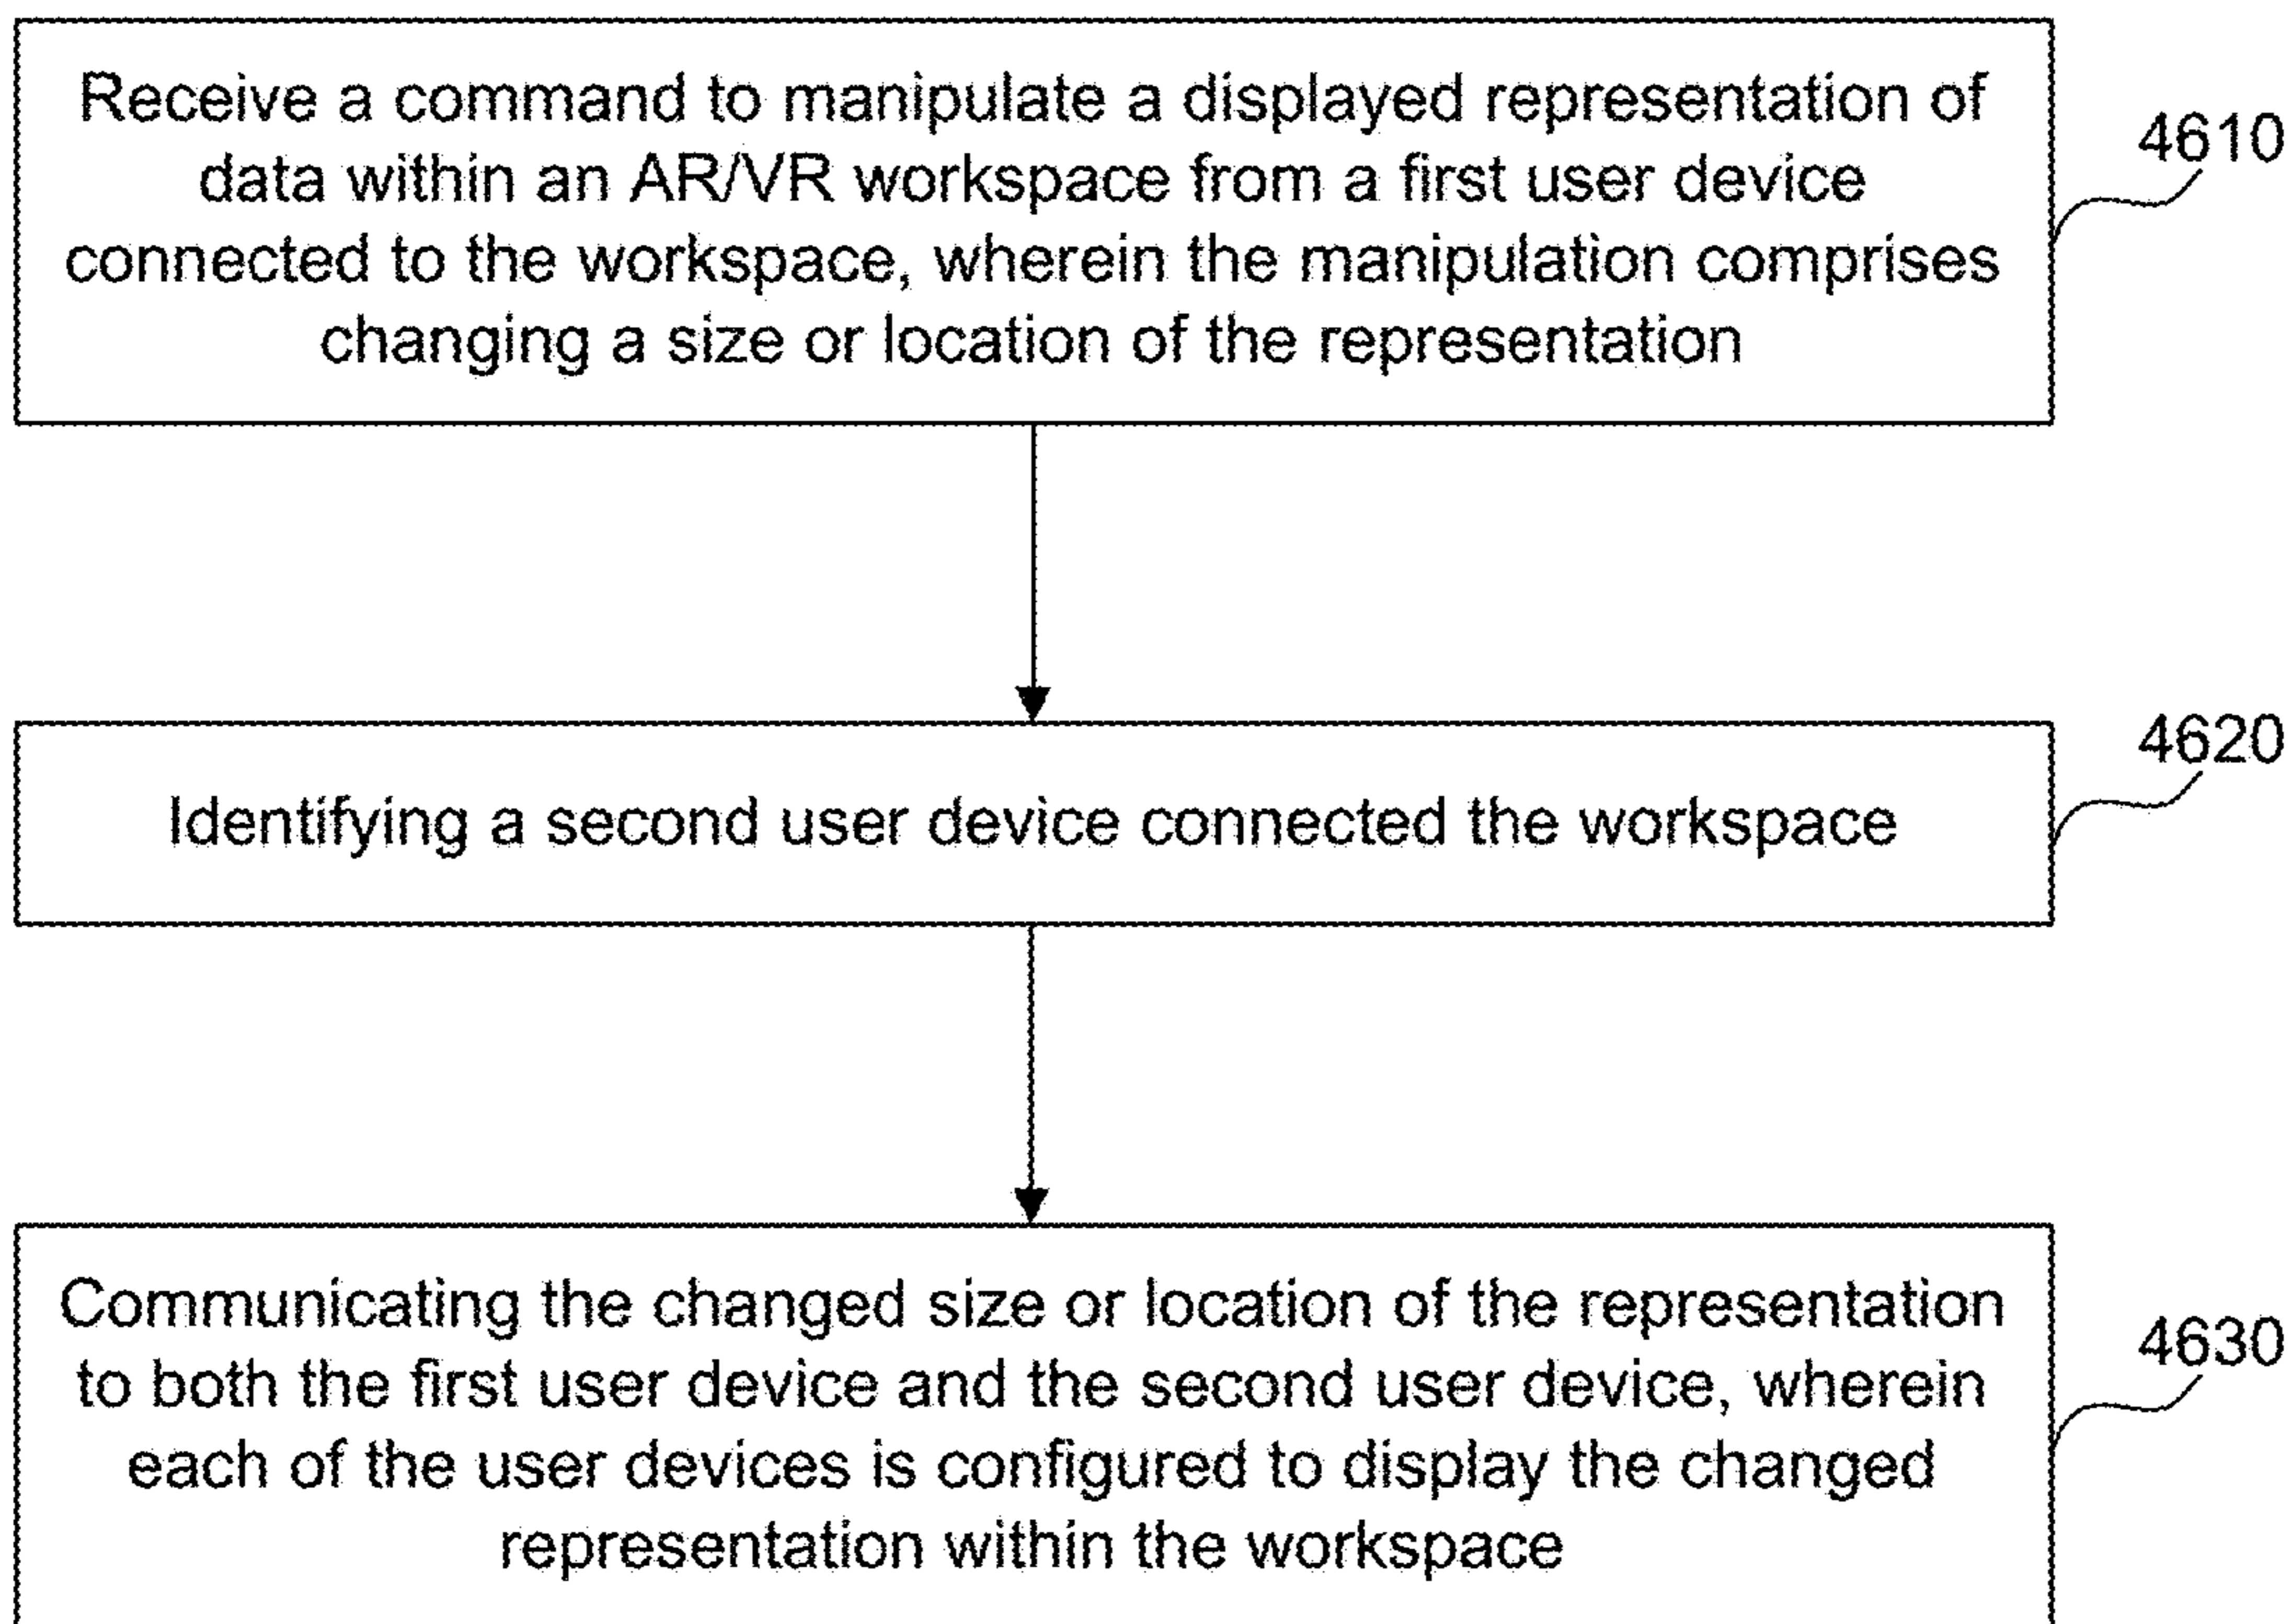 Receive a command to manipulate a displayed representation of
data within an AR/VR workspace from a first user device
connected to the workspace, wherein the manipulation comprises
changing a size or location of the representation
4610
Identifying a second user device connected the workspace
4620
Communicating the changed size or location of the representation
to both the first user device and the second user device, wherein
each of the user devices is configured to display the changed
representation within the workspace
4630